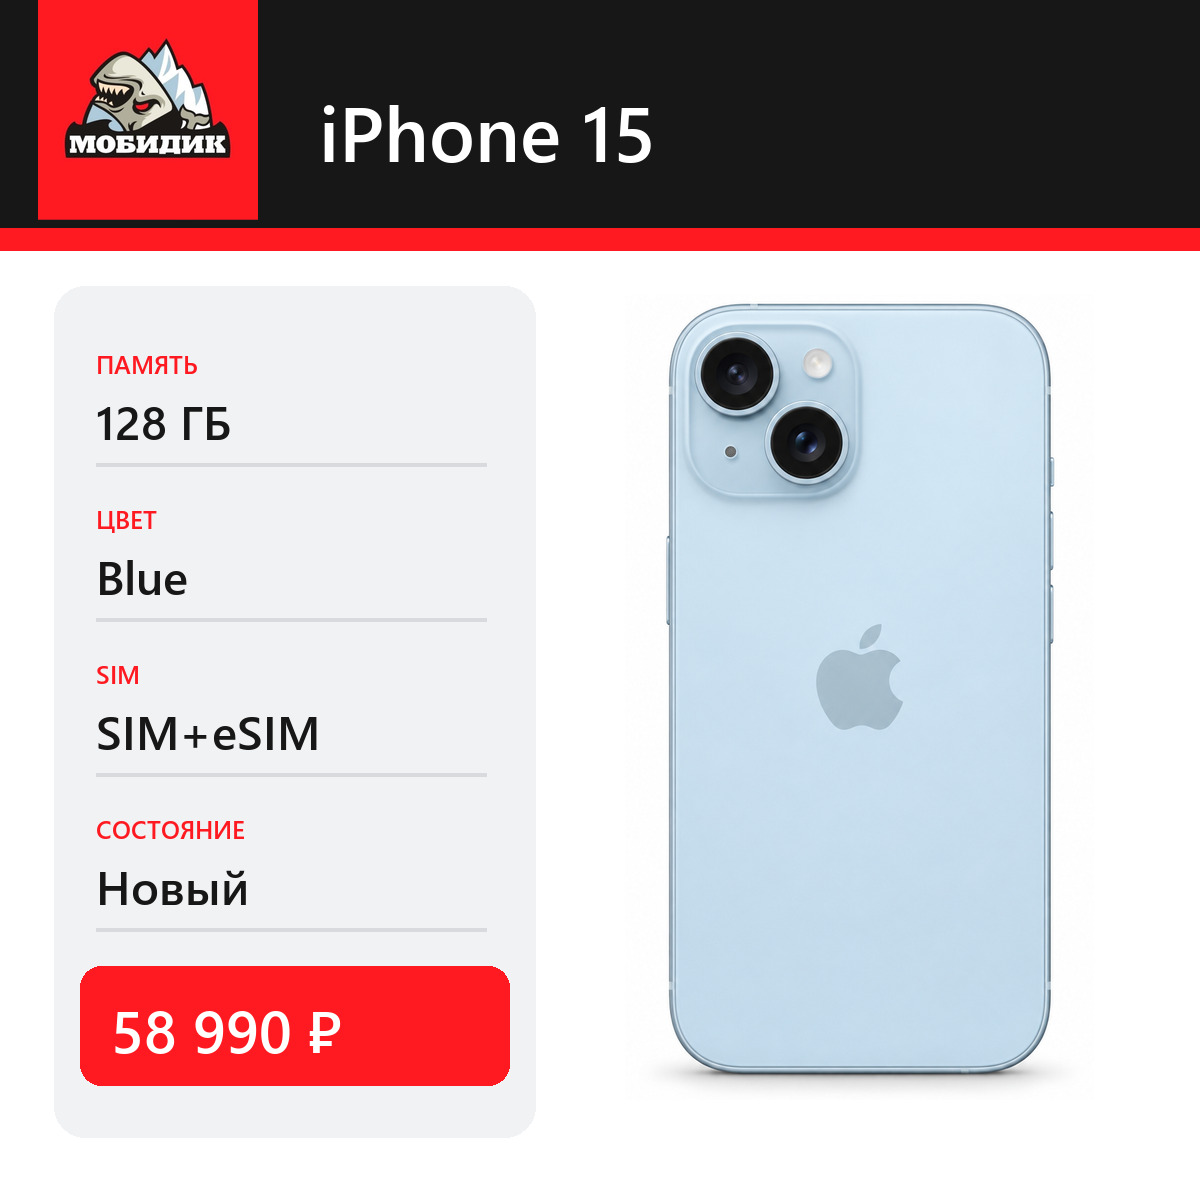 МОБИДИК
iPhone 15
ПАМЯТЬ
128 ГБ
ЦВЕТ
Blue
SIM
SIM+eSIM
СОСТОЯНИЕ
Новый
58 990 ₽